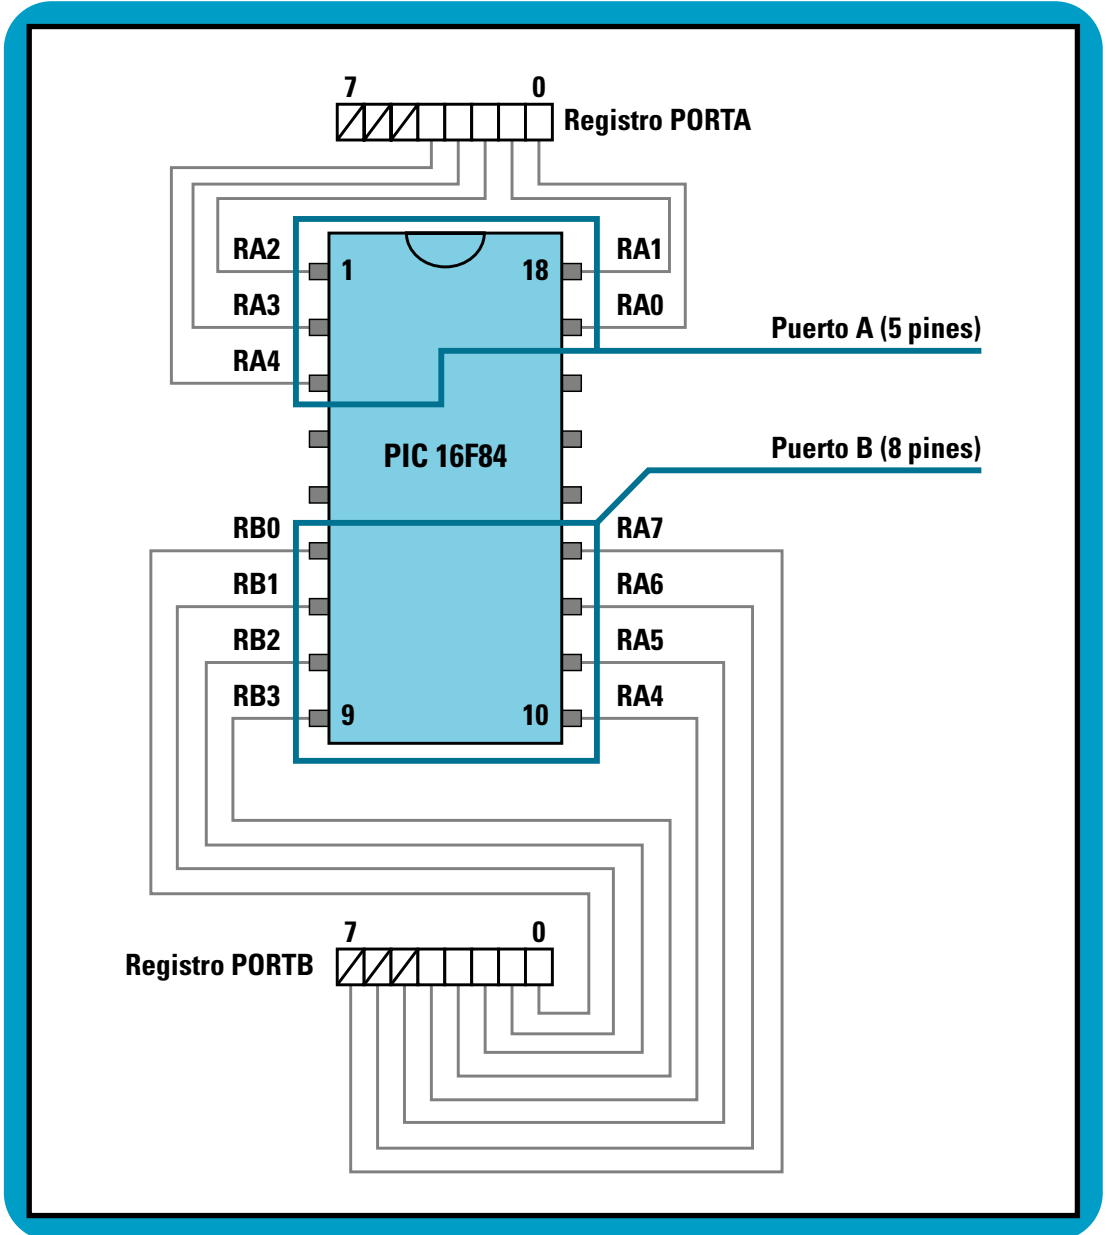 7 0
Registro PORTA
RA2 1 18 RA1
RA3 RA0
Puerto A (5 pines)
RA4
PIC 16F84
Puerto B (8 pines)
RB0 RA7
RB1 RA6
RB2 RA5
RB3 9 10 RA4
7 0
Registro PORTB